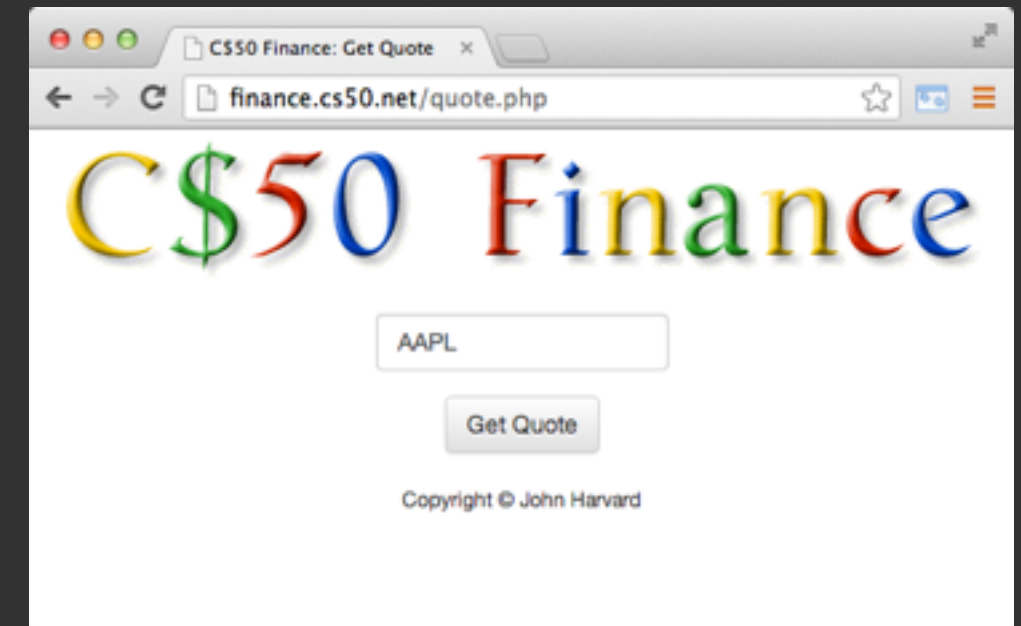 C$50 Finance: Get Quote
finance.cs50.net/quote.php
C$50 Finance
AAPL
Get Quote
Copyright © John Harvard